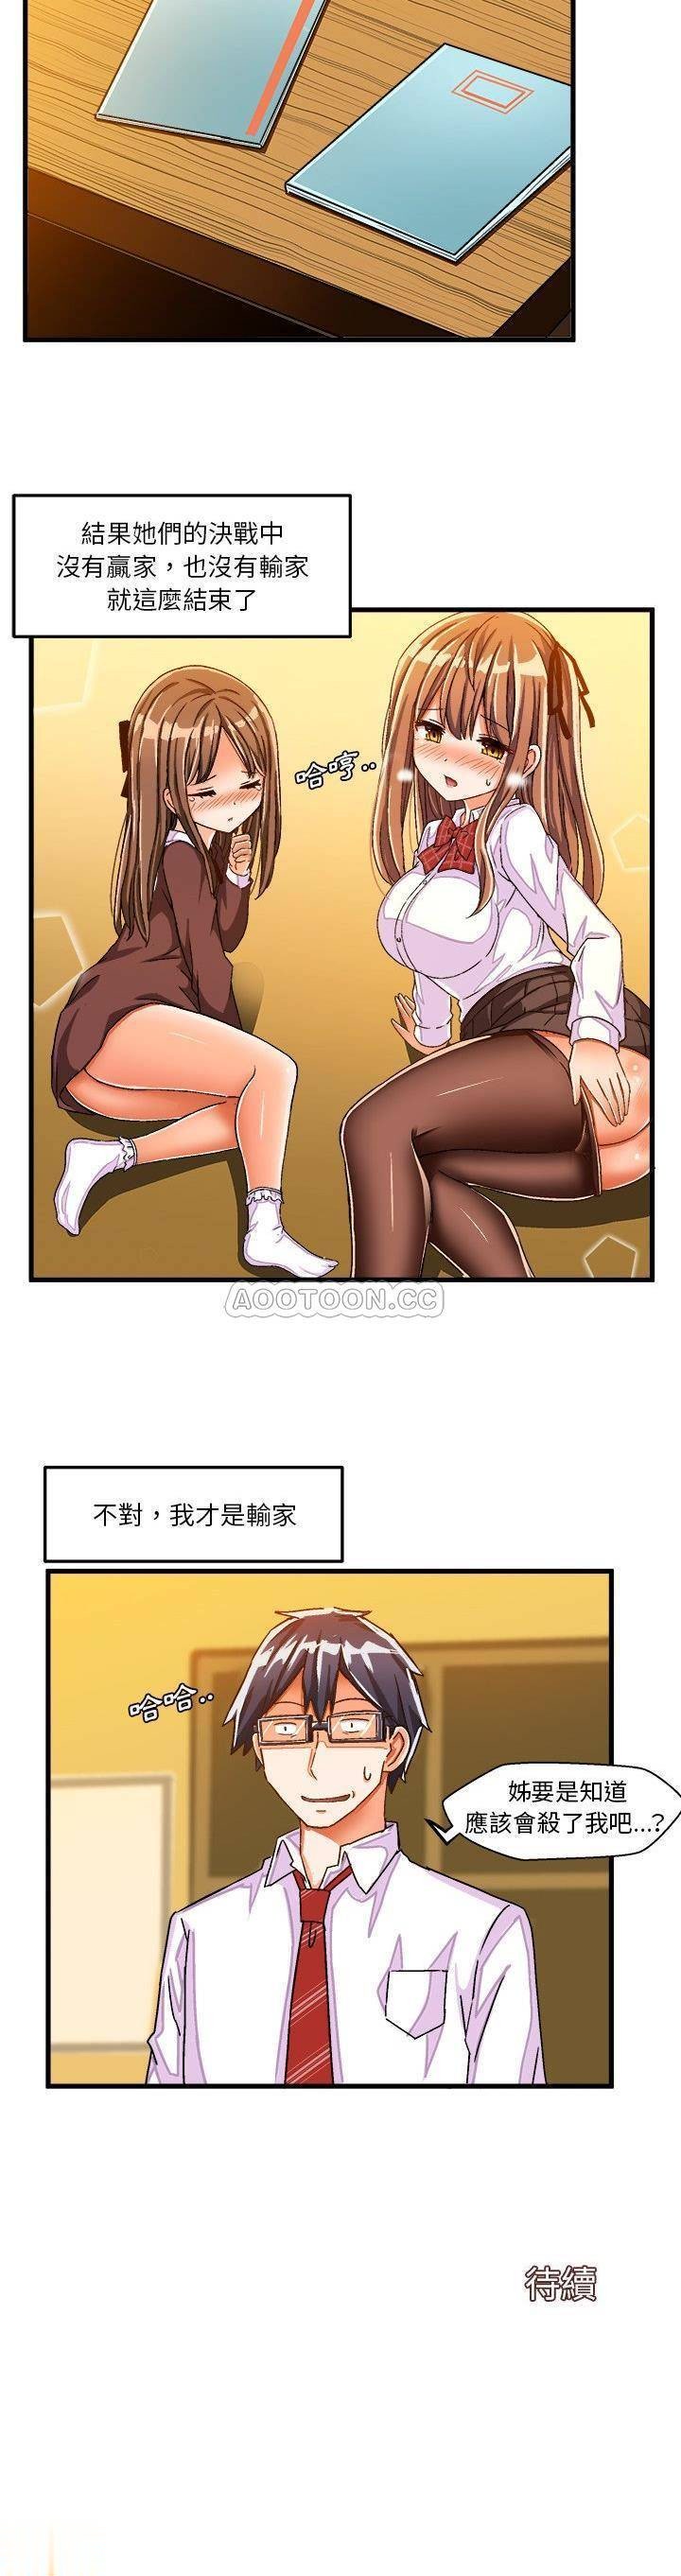 結果她們的決戰中
沒有贏家，也沒有輸家
就這麼結束了
哈哼..
AOOTOON.CC
不對，我才是輸家
哈哈..
姊要是知道
應該會殺了我吧...?
待續